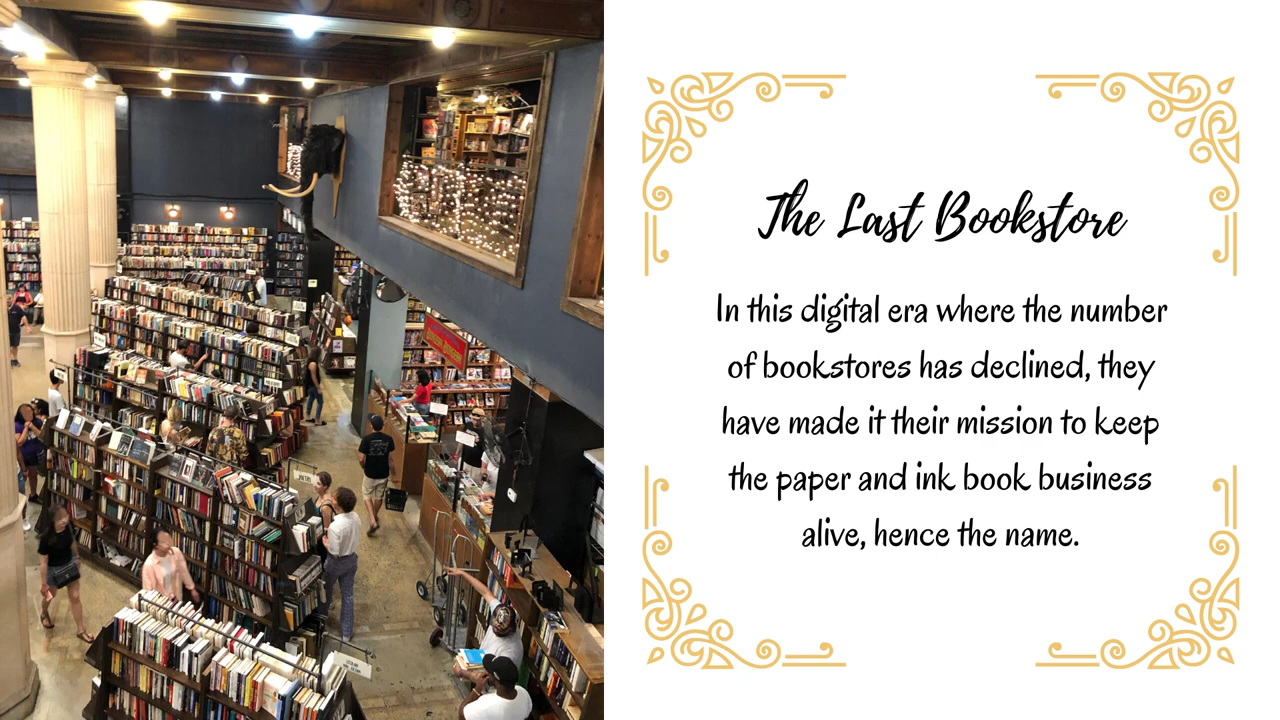 The Last Bookstore
In this digital era where the number
of bookstores has declined, they
have made it their mission to keep
the paper and ink book business
alive, hence the name.